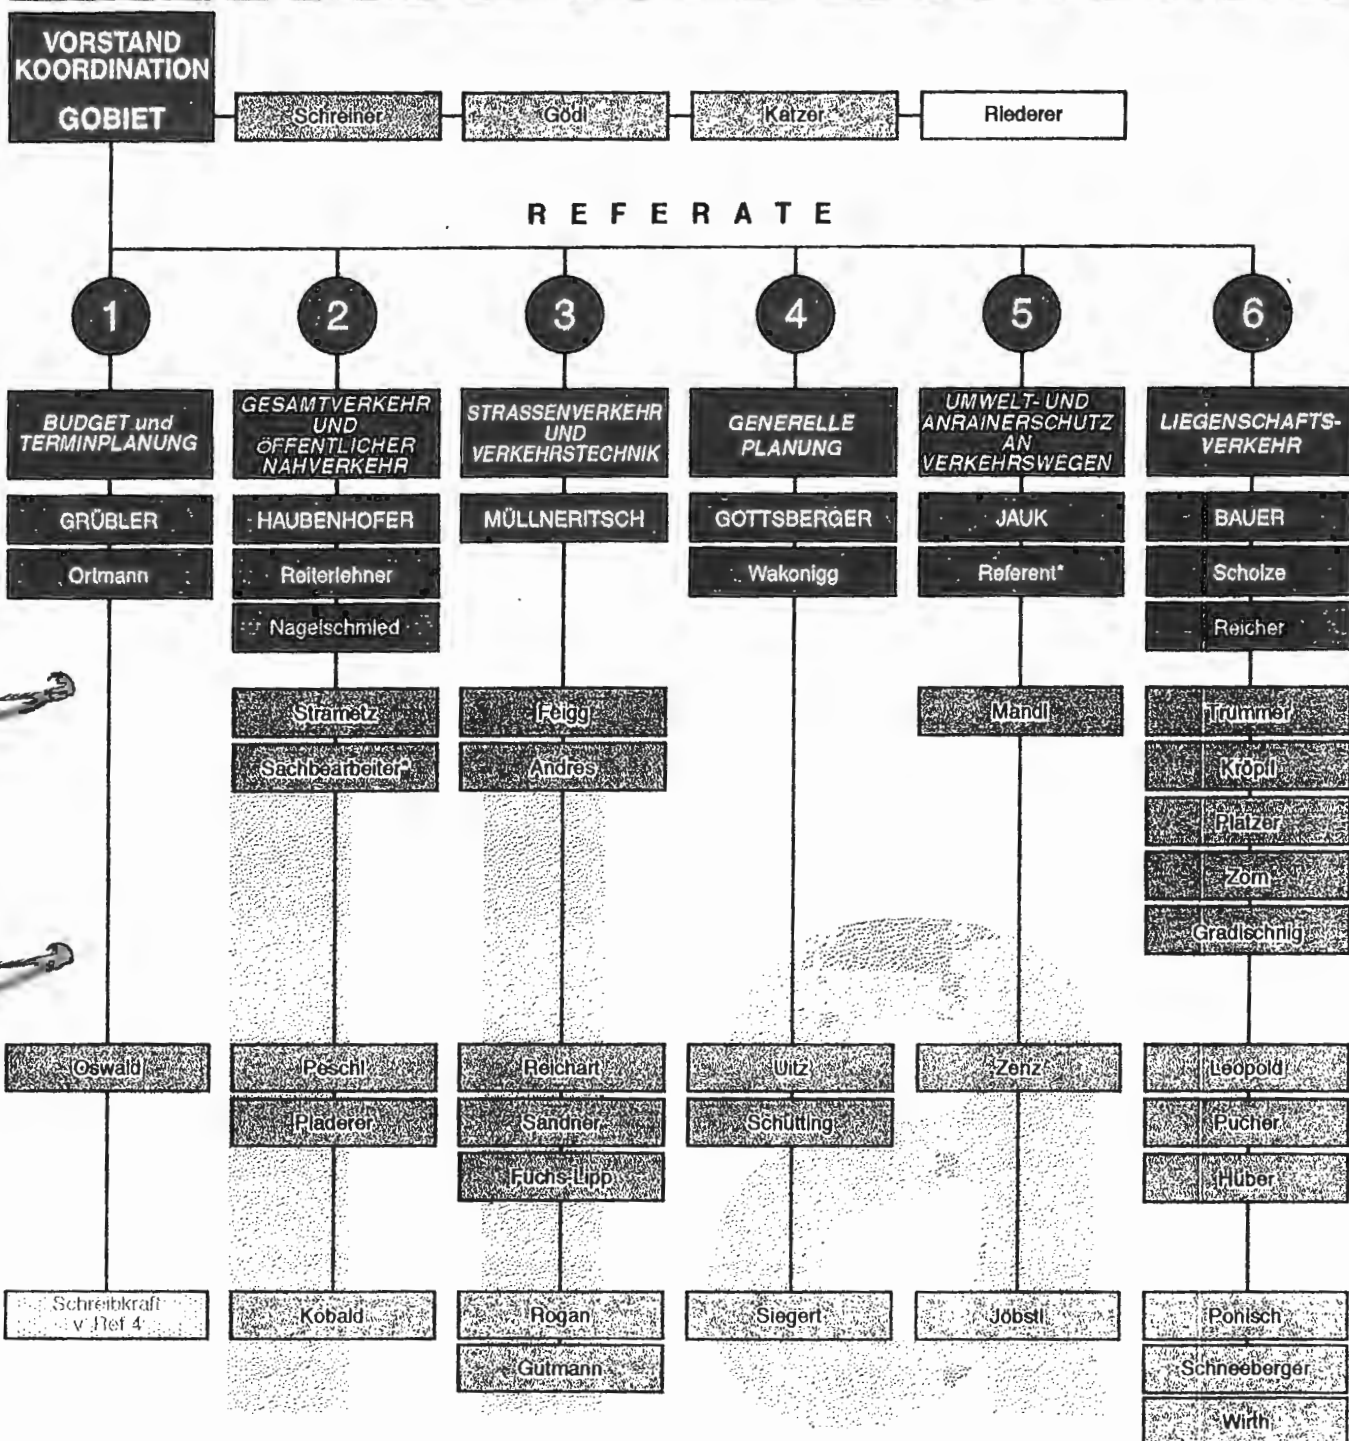 VORSTAND
KOORDINATION
GOBIET
Schreiner
Gödl
Katzer
Riederer
REFERATE
1
2
3
4
5
6
BUDGET und
TERMINPLANUNG
GRÜBLER
Ortmann
Oswald
Schreibkraft
v. Ref 4
GESAMTVERKEHR
UND
ÖFFENTLICHER
NAHVERKEHR
HAUBENHOFER
Reiterlehner
Nagelschmied
Strametz
Sachbearbeiter*
Poschl
Pladerer
Kobald
STRASSENVERKEHR
UND
VERKEHRSTECHNIK
MÜLLNERITSCH
Feigg
Andres
Reichart
Sandner
Fuchs-Lipp
Rogan
Gutmann
GENERELLE
PLANUNG
GOTTSBERGER
Wakonigg
Uitz
Schütting
Siegert
UMWELT- UND
ANRAINERSCHUTZ
AN
VERKEHRSWEGEN
JAUK
Referent*
Mandl
Zenz
Jöbstl
LIEGENSCHAFTS-
VERKEHR
BAUER
Scholze
Reicher
Trummer
Kröpfl
Platzer
Zorn
Gradischnig
Leopold
Pucher
Huber
Ponisch
Schneeberger
Wirth